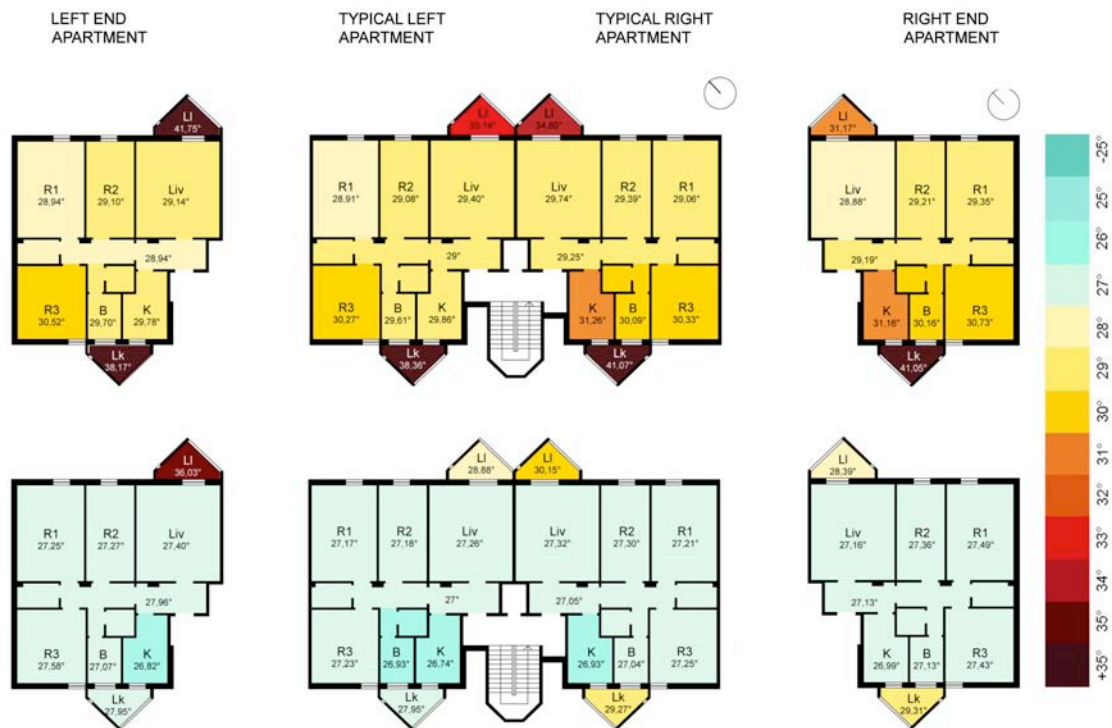 LEFT END
APARTMENT
TYPICAL LEFT
APARTMENT
TYPICAL RIGHT
APARTMENT
RIGHT END
APARTMENT
LI
41,75°
R1
28,94°
R2
29,10°
Liv
29,14°
28,94°
R3
30,52°
B
29,70°
K
29,78°
Lk
38,17°
LI
33,14°
LI
34,80°
R1
28,91°
R2
29,08°
Liv
29,40°
Liv
29,74°
R2
29,39°
R1
29,06°
29°
29,25°
R3
30,27°
B
29,61°
K
29,86°
K
31,26°
B
30,09°
R3
30,33°
Lk
38,36°
Lk
41,07°
LI
31,17°
Liv
28,88°
R2
29,21°
R1
29,35°
29,19°
K
31,16°
B
30,16°
R3
30,73°
Lk
41,05°
LI
36,03°
R1
27,25°
R2
27,27°
Liv
27,40°
27,96°
R3
27,58°
B
27,07°
K
26,82°
Lk
27,95°
LI
28,88°
LI
30,15°
R1
27,17°
R2
27,18°
Liv
27,26°
Liv
27,32°
R2
27,30°
R1
27,21°
27°
27,05°
R3
27,23°
B
26,93°
K
26,74°
K
26,93°
B
27,04°
R3
27,25°
Lk
27,95°
Lk
29,27°
LI
28,39°
Liv
27,16°
R2
27,36°
R1
27,49°
27,13°
K
26,99°
B
27,13°
R3
27,43°
Lk
29,31°
-25°
25°
26°
27°
28°
29°
30°
31°
32°
33°
34°
35°
+35°